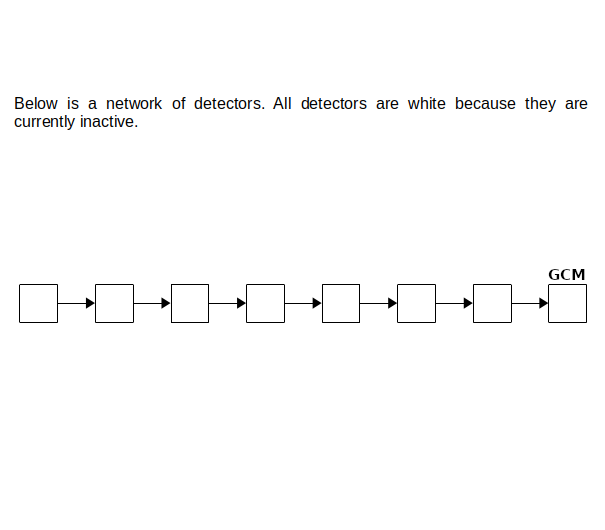 Below is a network of detectors. All detectors are white because they are
currently inactive.
GCM